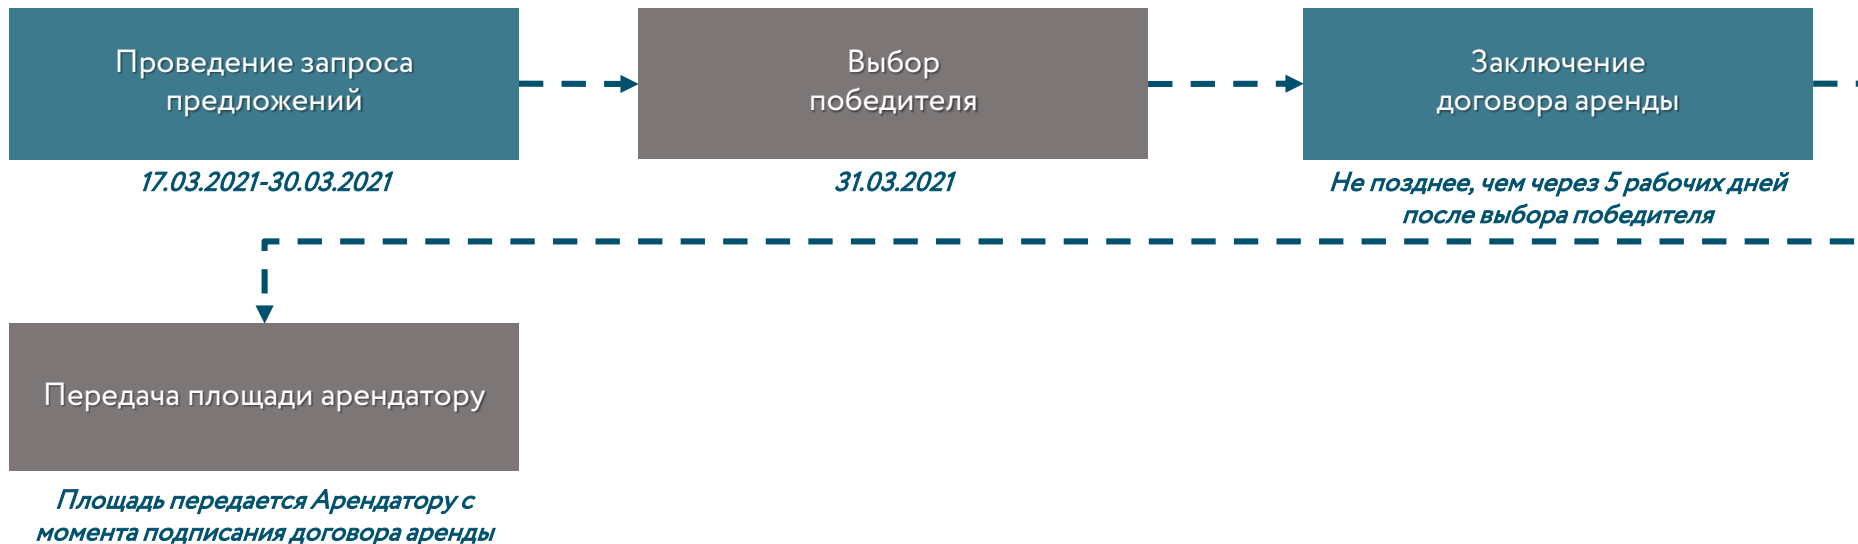 Проведение запроса
предложений
17.03.2021-30.03.2021
Выбор
победителя
31.03.2021
Заключение
договора аренды
Не позднее, чем через 5 рабочих дней
после выбора победителя
Передача площади арендатору
Площадь передается Арендатору с
момента подписания договора аренды